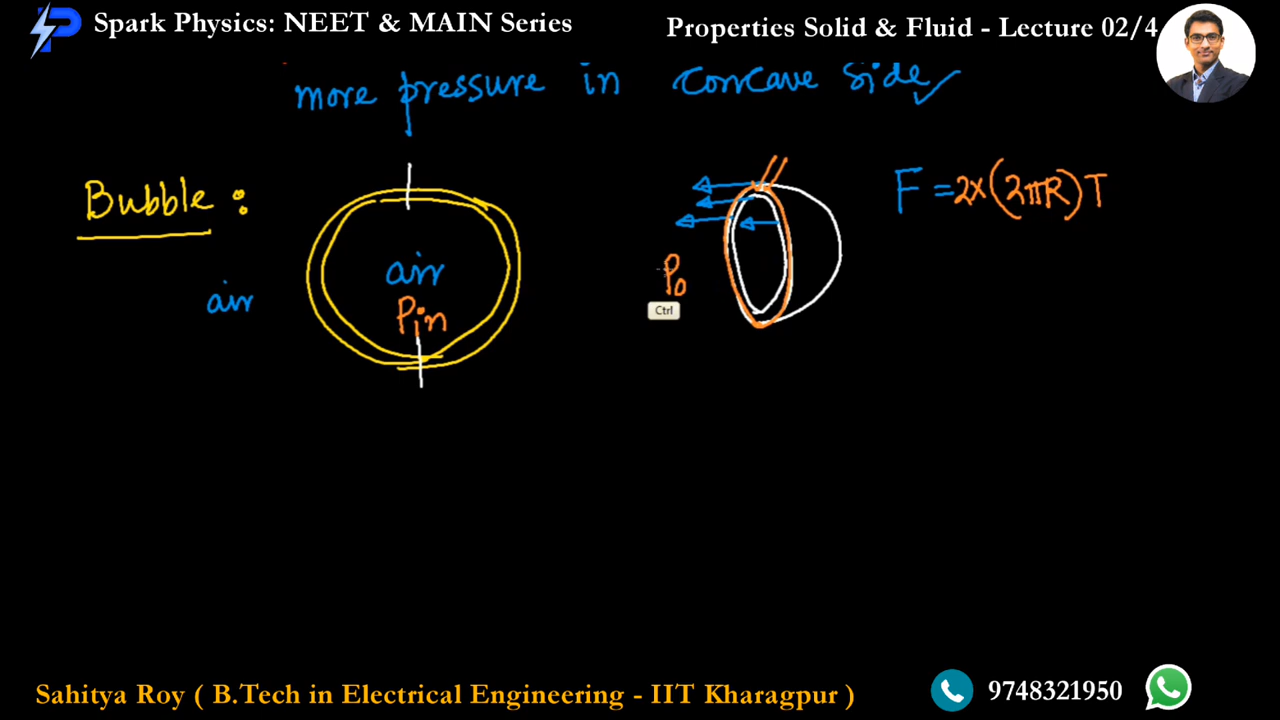 Spark Physics: NEET & MAIN Series
Properties Solid & Fluid - Lecture 02/4
more pressure in concave side
Bubble :
F = 2x (2πR) T
air
air
Pin
P0
Ctrl
Sahitya Roy ( B.Tech in Electrical Engineering - IIT Kharagpur )
9748321950